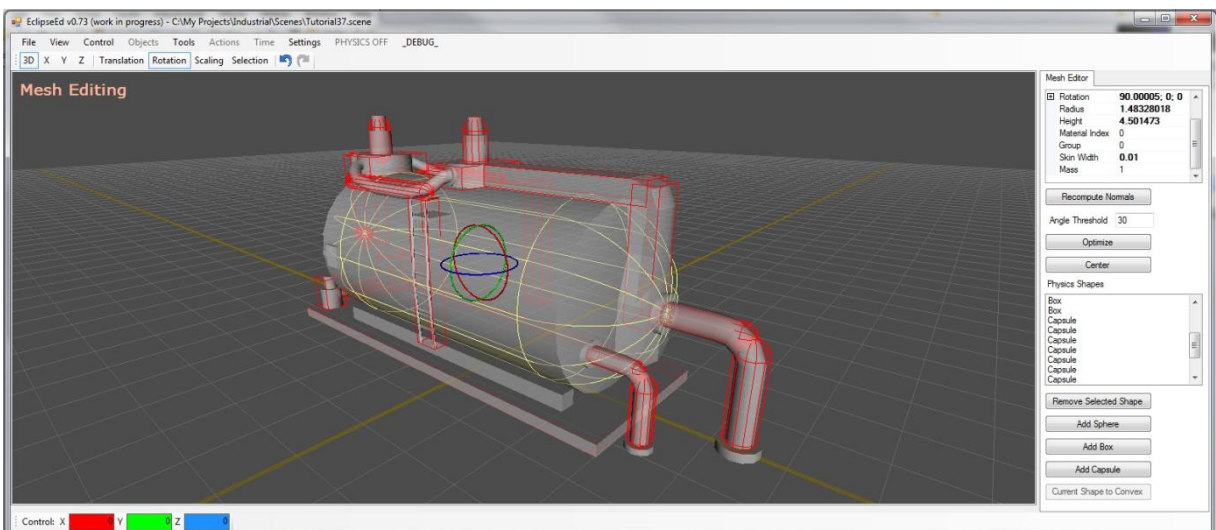 EclipseEd v0.73 (work in progress) - C:\My Projects\Industrial\Scenes\Tutorial37.scene
File View Control Objects Tools Actions Time Settings PHYSICS OFF _DEBUG_
3D X Y Z Translation Rotation Scaling Selection
Mesh Editing
Mesh Editor
Rotation 90.00005; 0; 0
Radius 1.48328018
Height 4.501473
Material Index 0
Group 0
Skin Width 0.01
Mass 1
Recompute Normals
Angle Threshold 30
Optimize
Center
Physics Shapes
Box
Box
Capsule
Capsule
Capsule
Capsule
Capsule
Capsule
Capsule
Remove Selected Shape
Add Sphere
Add Box
Add Capsule
Current Shape to Convex
Control: X 0 Y 0 Z 0